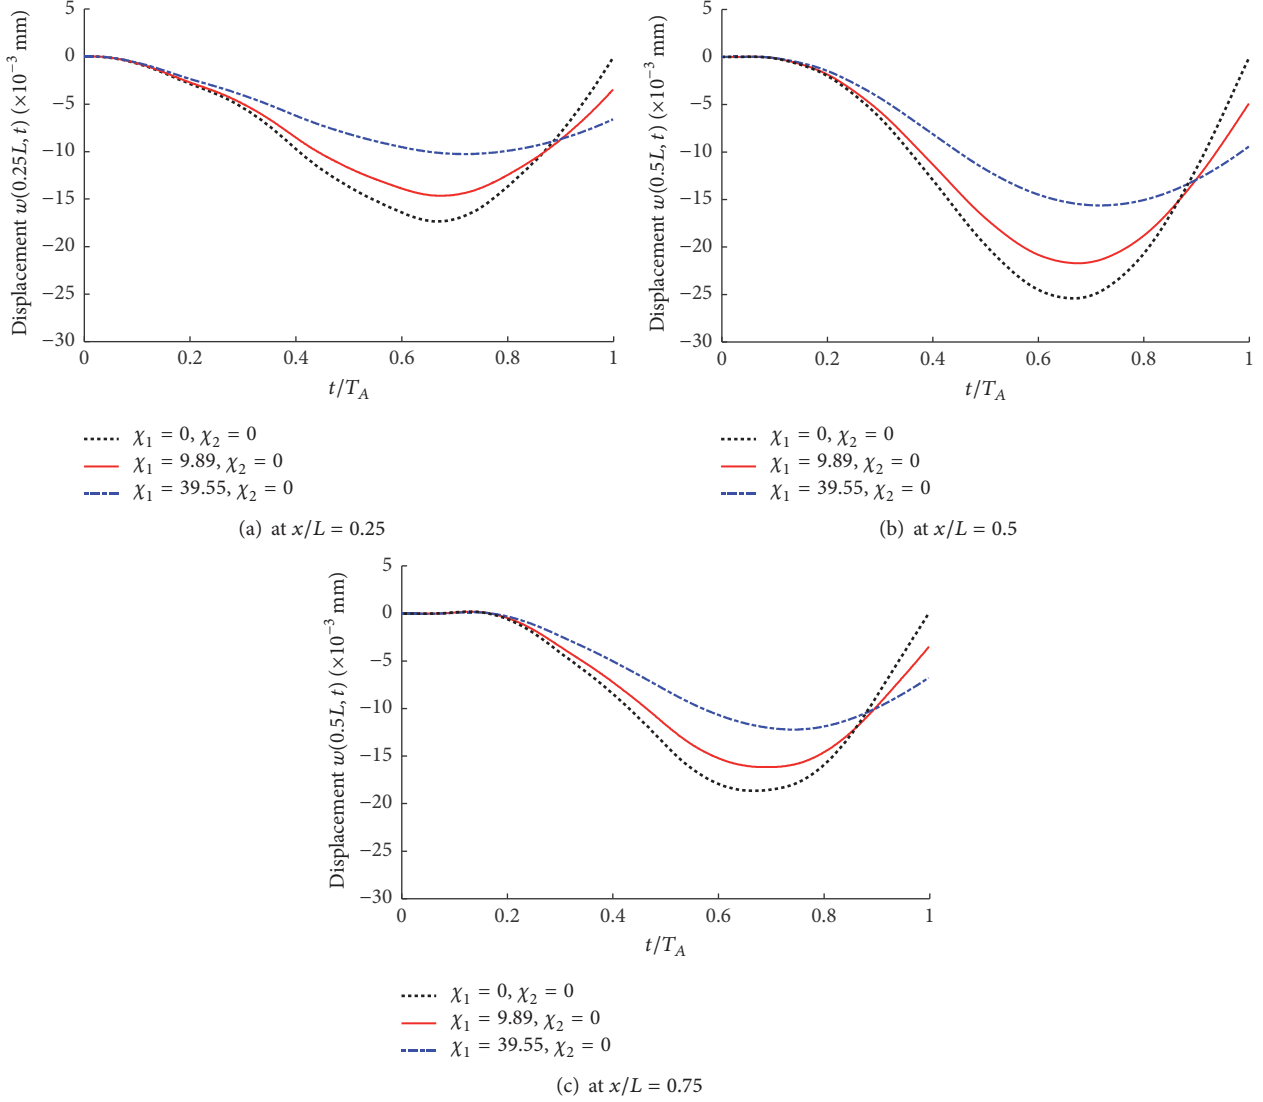 Displacement w(0.25L, t) (×10⁻³ mm)
5
0
−5
−10
−15
−20
−25
−30
0 0.2 0.4 0.6 0.8 1
t/T_A
χ₁ = 0, χ₂ = 0
χ₁ = 9.89, χ₂ = 0
χ₁ = 39.55, χ₂ = 0
(a) at x/L = 0.25
Displacement w(0.5L, t) (×10⁻³ mm)
5
0
−5
−10
−15
−20
−25
−30
0 0.2 0.4 0.6 0.8 1
t/T_A
χ₁ = 0, χ₂ = 0
χ₁ = 9.89, χ₂ = 0
χ₁ = 39.55, χ₂ = 0
(b) at x/L = 0.5
Displacement w(0.5L, t) (×10⁻³ mm)
5
0
−5
−10
−15
−20
−25
−30
0 0.2 0.4 0.6 0.8 1
t/T_A
χ₁ = 0, χ₂ = 0
χ₁ = 9.89, χ₂ = 0
χ₁ = 39.55, χ₂ = 0
(c) at x/L = 0.75